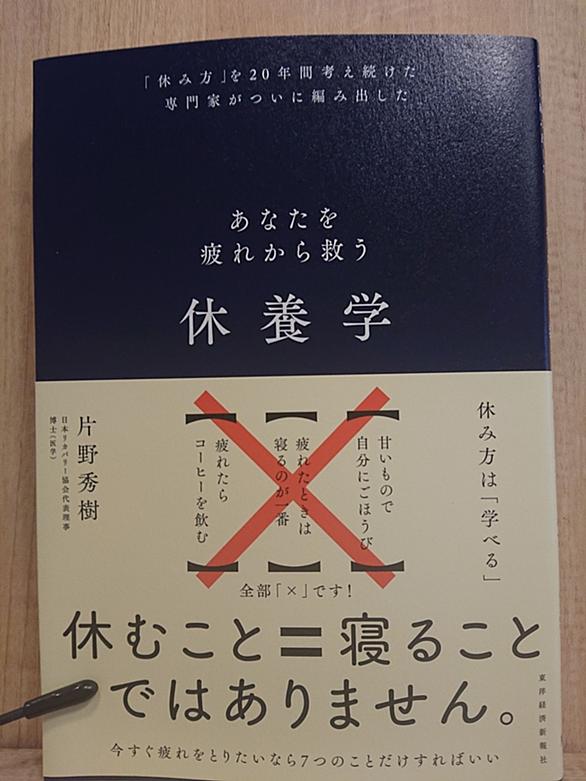 「休み方」を20年間考え続けた
専門家がついに編み出した
あなたを
疲れから救う
休養学
休み方は「学べる」
甘いもので
自分にごほうび
疲れたときは
寝るのが一番
疲れたら
コーヒーを飲む
片野秀樹
日本リカバリー協会代表理事
博士(医学)
全部「×」です!
休むこと=寝ること
ではありません。
東洋経済新報社
今すぐ疲れをとりたいなら7つのことだけすればいい